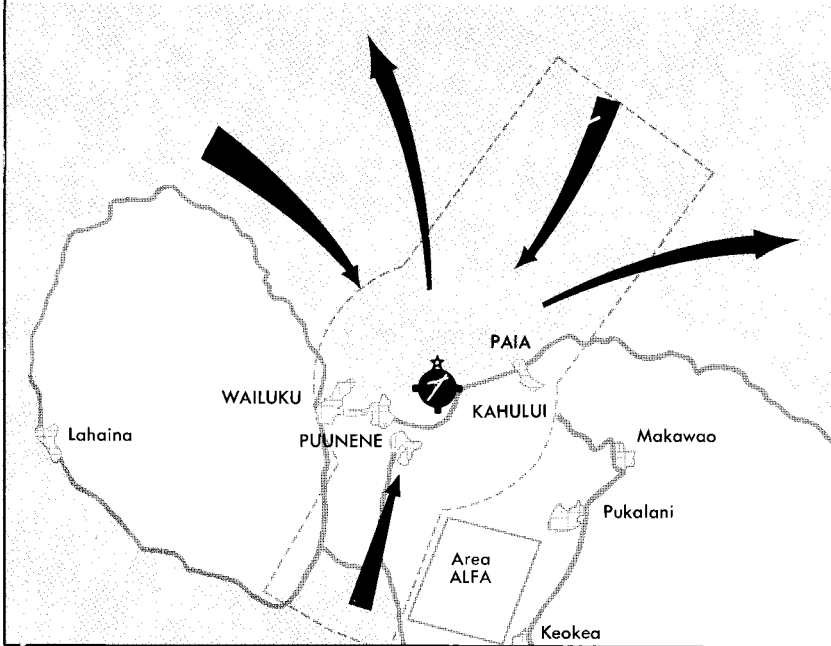 PAIA
WAILUKU
KAHULUI
Lahaina
PUUNENE
Makawao
Pukalani
Area
ALFA
Keokea